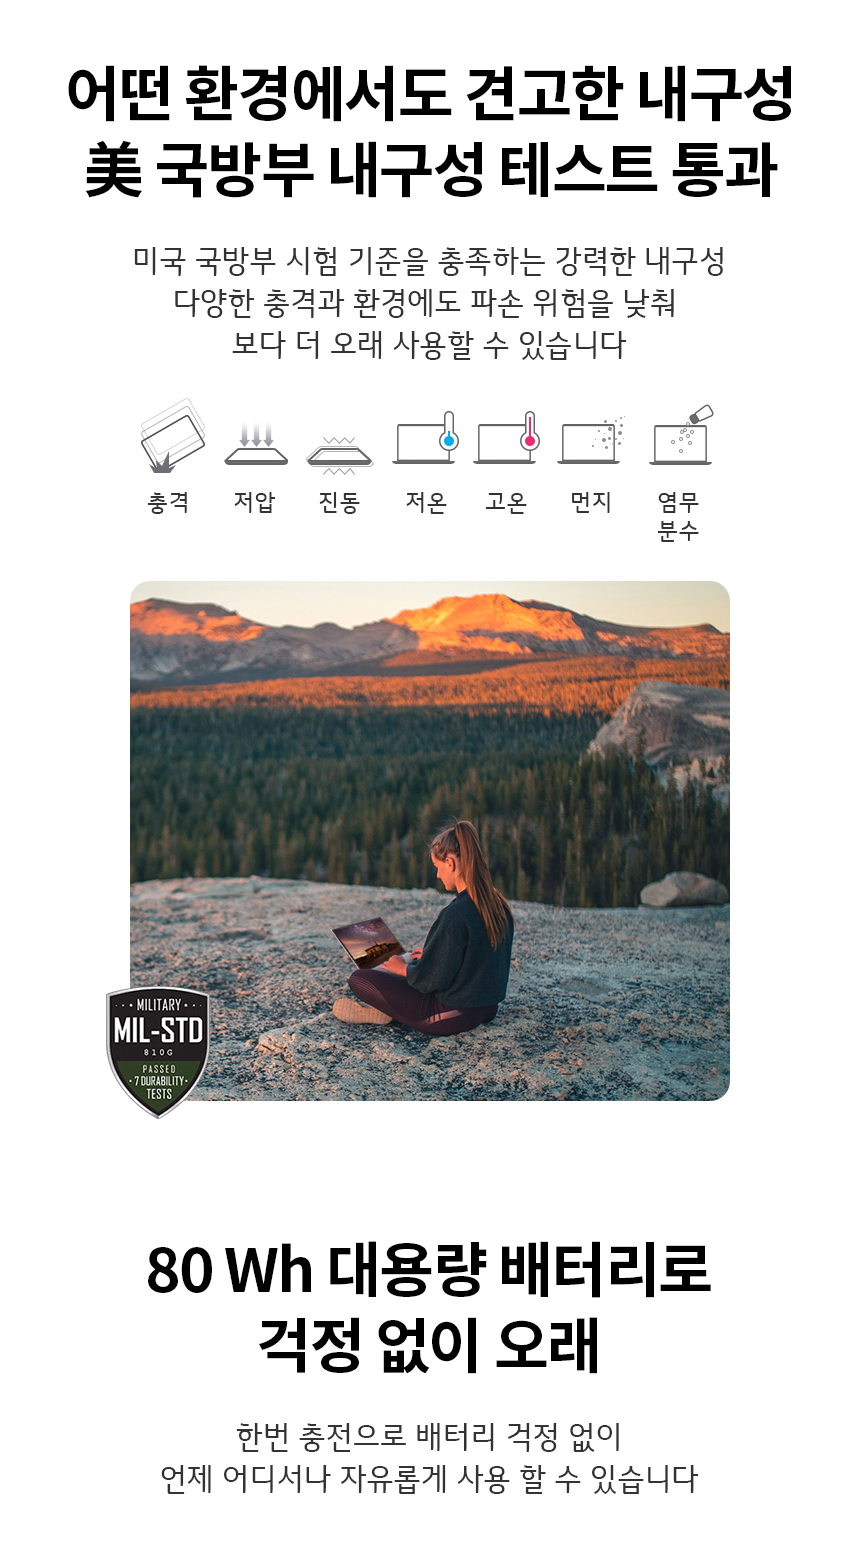 어떤 환경에서도 견고한 내구성
美 국방부 내구성 테스트 통과
미국 국방부 시험 기준을 충족하는 강력한 내구성
다양한 충격과 환경에도 파손 위험을 낮춰
보다 더 오래 사용할 수 있습니다
충격 저압 진동 저온 고온 먼지 염무
분수
MILITARY
MIL-STD
810G
PASSED
7 DURABILITY
TESTS
80 Wh 대용량 배터리로
걱정 없이 오래
한번 충전으로 배터리 걱정 없이
언제 어디서나 자유롭게 사용 할 수 있습니다